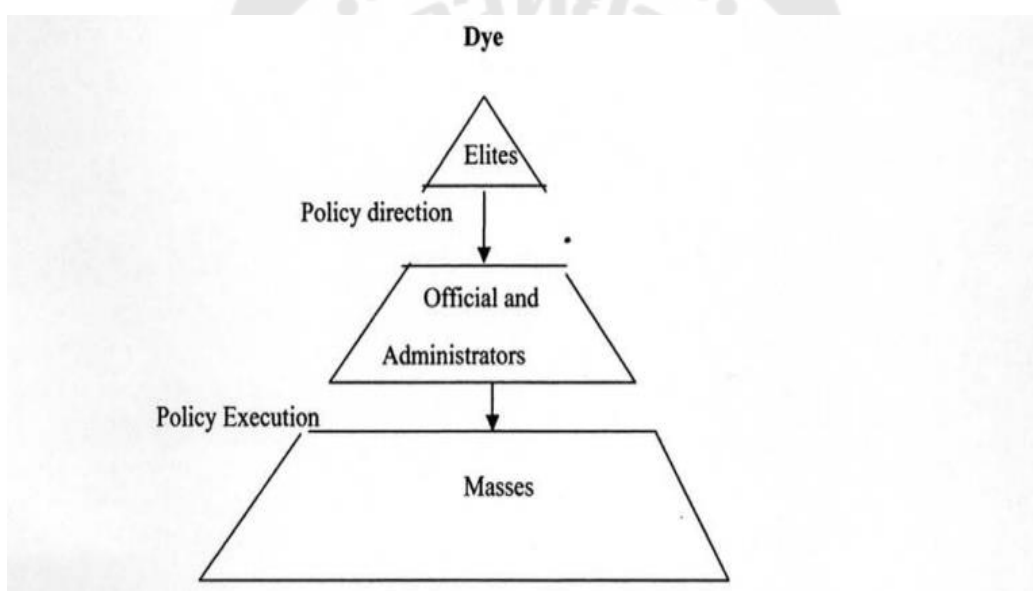 Dye
Elites
Policy direction
Official and
Administrators
Policy Execution
Masses